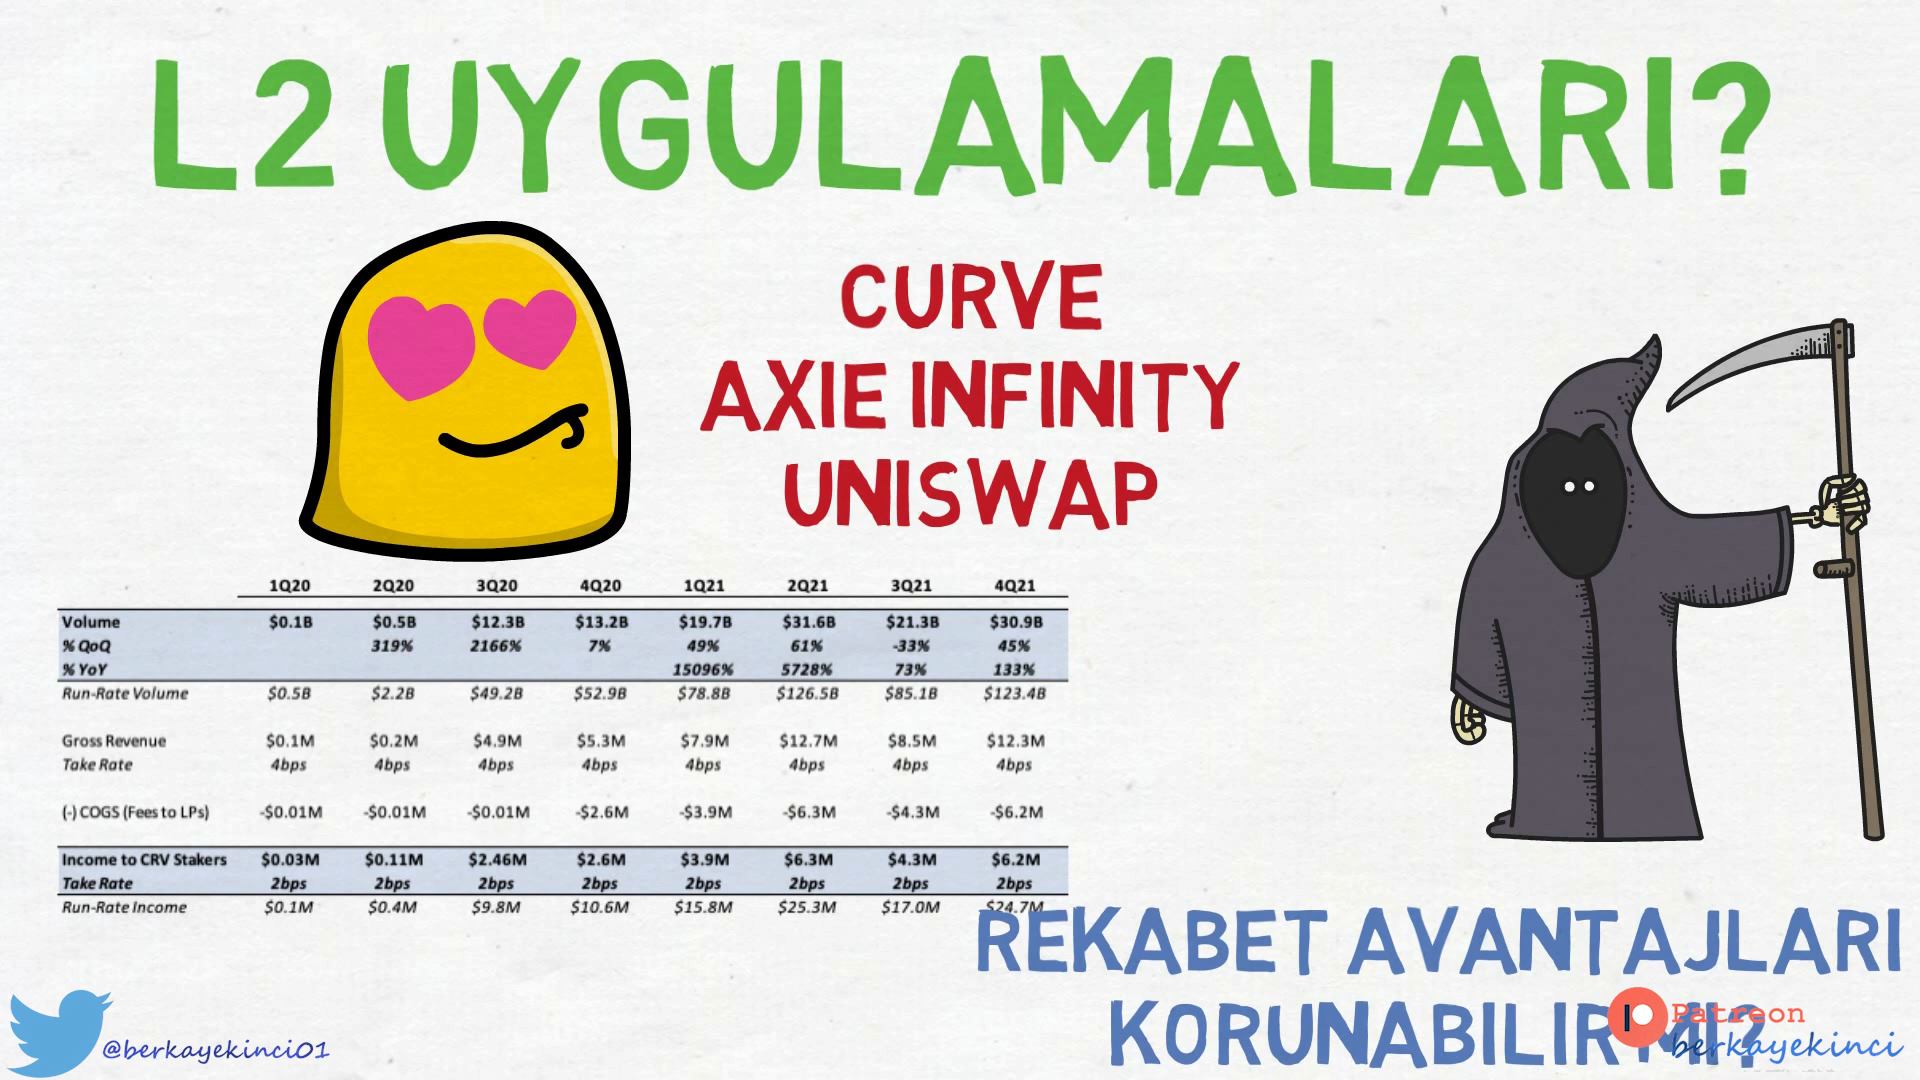 L2 UYGULAMALARI?
CURVE
AXIE INFINITY
UNISWAP
1Q20 2Q20 3Q20 4Q20 1Q21 2Q21 3Q21 4Q21
Volume $0.1B $0.5B $12.3B $13.2B $19.7B $31.6B $21.3B $30.9B
% QoQ 319% 2166% 7% 49% 61% -33% 45%
% YoY 15096% 5728% 73% 133%
Run-Rate Volume $0.5B $2.2B $49.2B $52.9B $78.8B $126.5B $85.1B $123.4B
Gross Revenue $0.1M $0.2M $4.9M $5.3M $7.9M $12.7M $8.5M $12.3M
Take Rate 4bps 4bps 4bps 4bps 4bps 4bps 4bps 4bps
(-) COGS (Fees to LPs) -$0.01M -$0.01M -$0.01M -$2.6M -$3.9M -$6.3M -$4.3M -$6.2M
Income to CRV Stakers $0.03M $0.11M $2.46M $2.6M $3.9M $6.3M $4.3M $6.2M
Take Rate 2bps 2bps 2bps 2bps 2bps 2bps 2bps 2bps
Run-Rate Income $0.1M $0.4M $9.8M $10.6M $15.8M $25.3M $17.0M $24.7M
REKABET AVANTAJLARI
KORUNABILIR MI?
@berkayekinci01
Patreon
berkayekinci